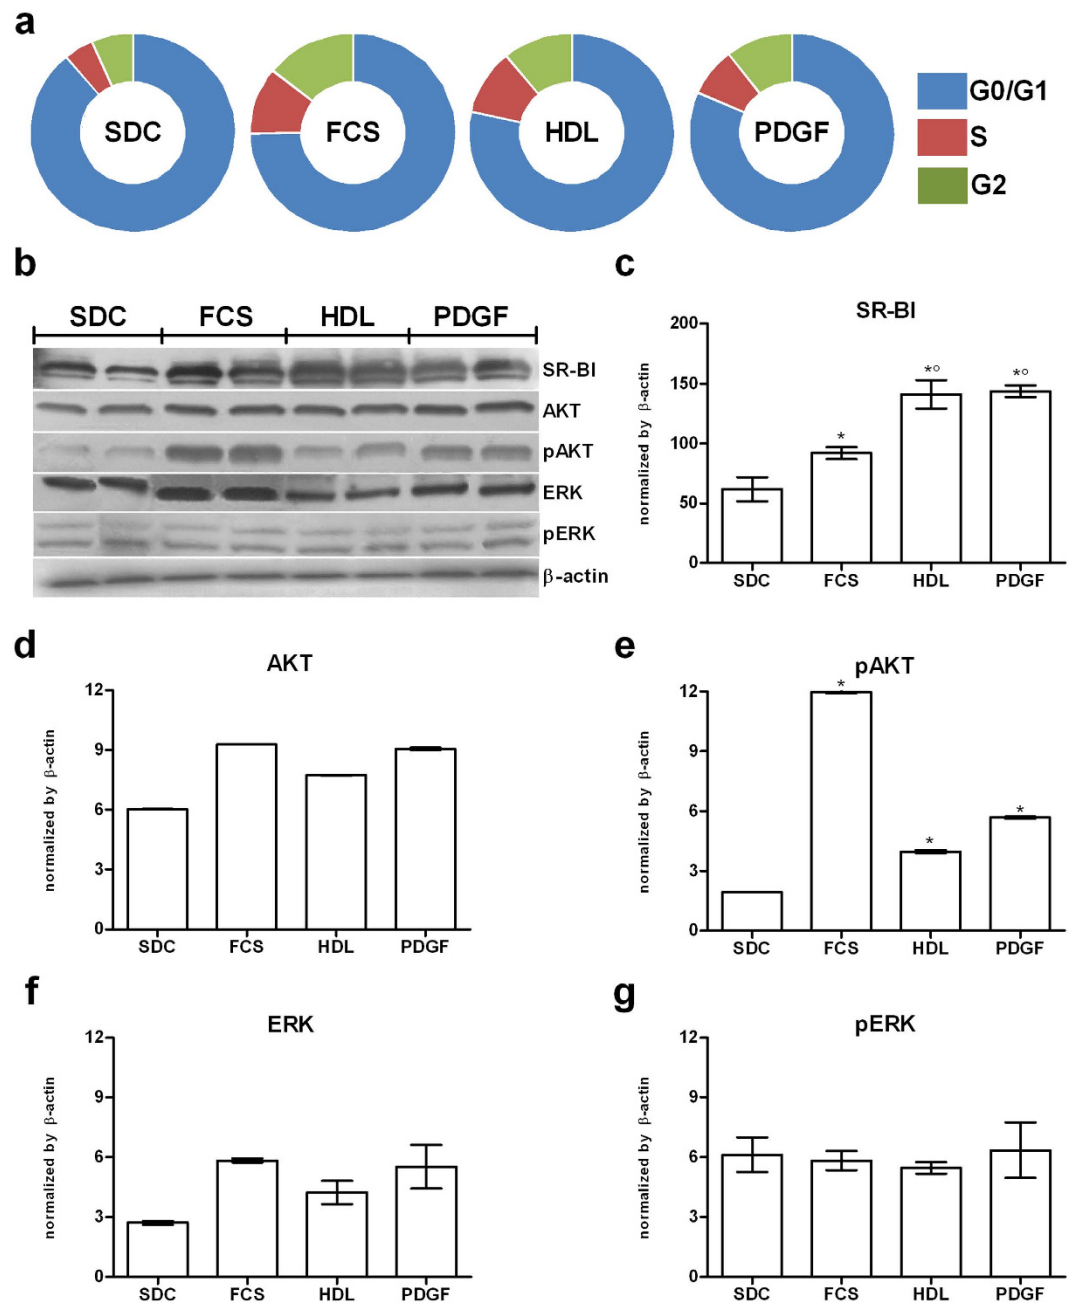 a
SDC
FCS
HDL
PDGF
G0/G1
S
G2
b
SDC FCS HDL PDGF
SR-BI
AKT
pAKT
ERK
pERK
β-actin
c
SR-BI
normalized by β-actin
200
150
100
50
0
*
*°
*°
SDC FCS HDL PDGF
d
AKT
normalized by β-actin
12
9
6
3
0
SDC FCS HDL PDGF
e
pAKT
normalized by β-actin
12
9
6
3
0
*
*
*
SDC FCS HDL PDGF
f
ERK
normalized by β-actin
12
9
6
3
0
SDC FCS HDL PDGF
g
pERK
normalized by β-actin
12
9
6
3
0
SDC FCS HDL PDGF